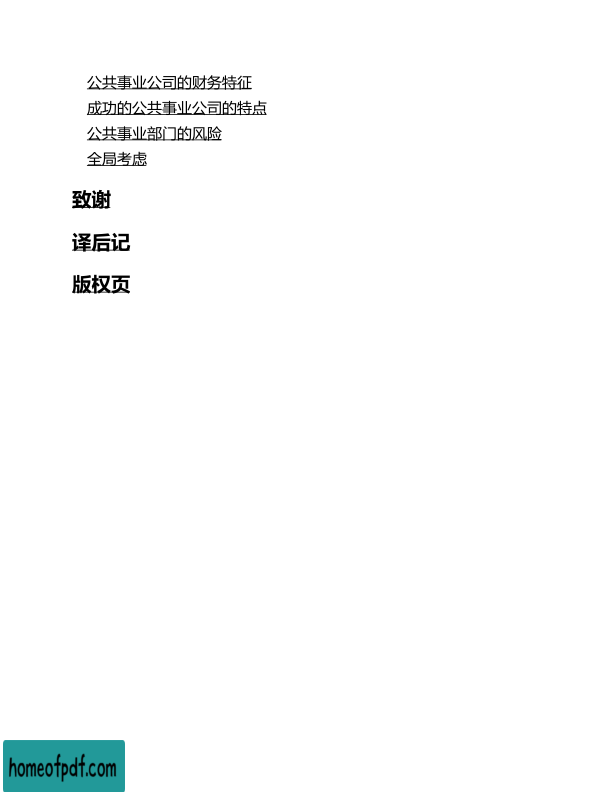 公共事业公司的财务特征
成功的公共事业公司的特点
公共事业部门的风险
全局考虑
致谢
译后记
版权页
homeofpdf.com